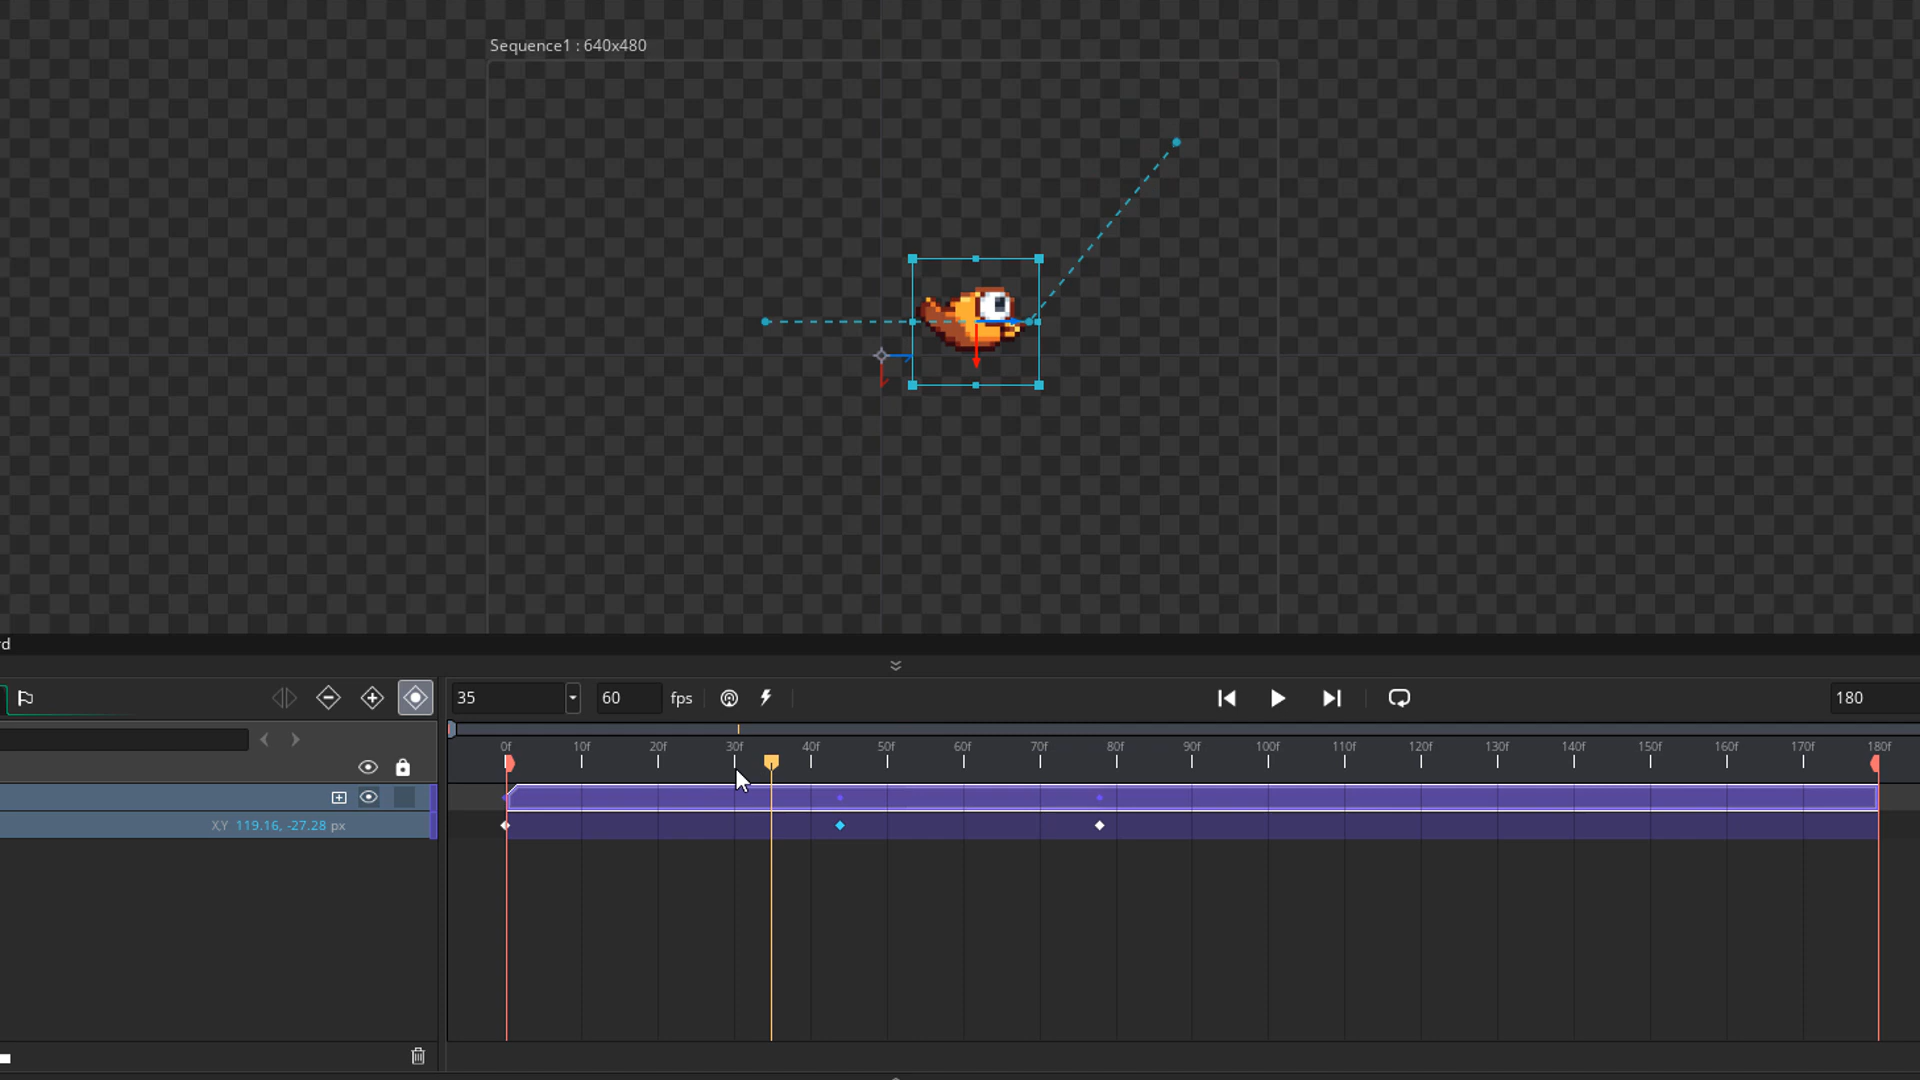 Sequence1 : 640x480
rd
35 60 fps 180
0f 10f 20f 30f 40f 50f 60f 70f 80f 90f 100f 110f 120f 130f 140f 150f 160f 170f 180f
X,Y 119.16, -27.28 px